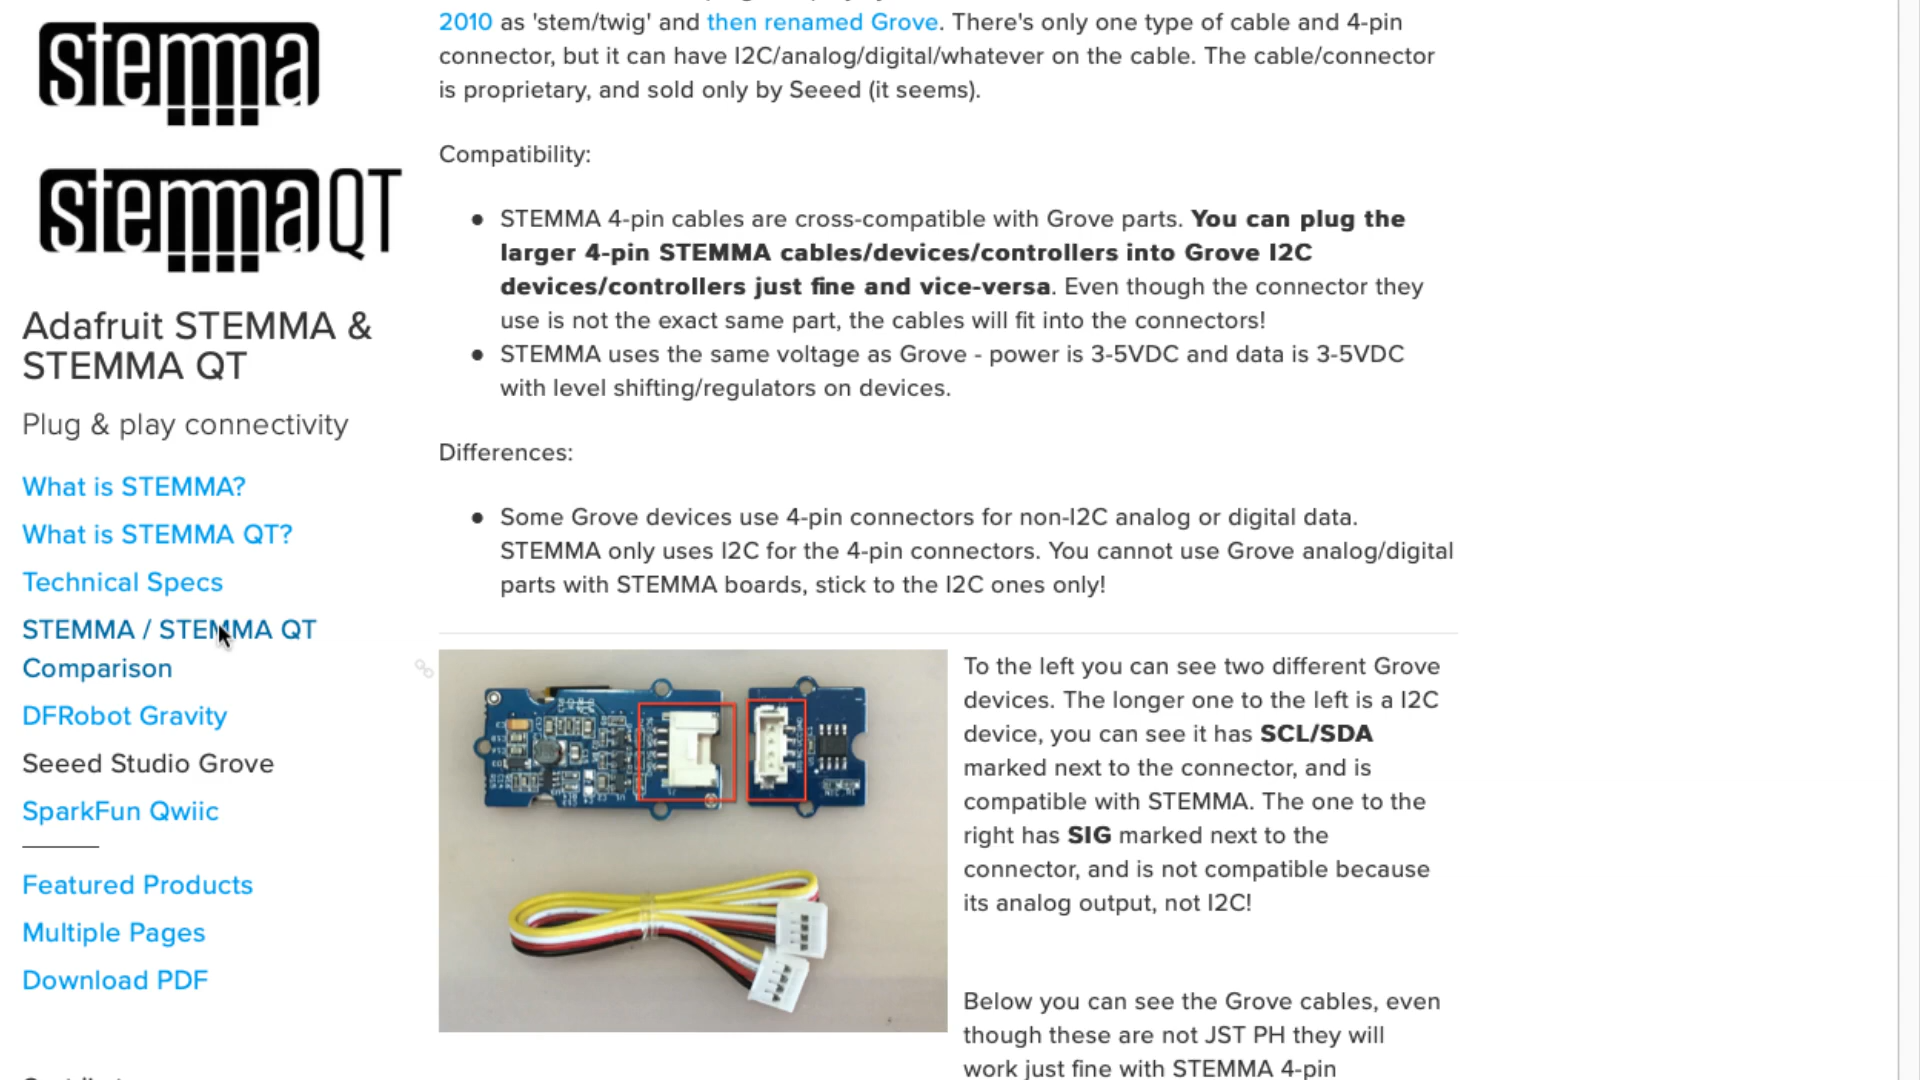 stemma
stemma QT
Adafruit STEMMA &
STEMMA QT
Plug & play connectivity
What is STEMMA?
What is STEMMA QT?
Technical Specs
STEMMA / STEMMA QT
Comparison
DFRobot Gravity
Seeed Studio Grove
SparkFun Qwiic
Featured Products
Multiple Pages
Download PDF
2010 as 'stem/twig' and then renamed Grove. There's only one type of cable and 4-pin
connector, but it can have I2C/analog/digital/whatever on the cable. The cable/connector
is proprietary, and sold only by Seeed (it seems).
Compatibility:
● STEMMA 4-pin cables are cross-compatible with Grove parts. You can plug the
larger 4-pin STEMMA cables/devices/controllers into Grove I2C
devices/controllers just fine and vice-versa. Even though the connector they
use is not the exact same part, the cables will fit into the connectors!
● STEMMA uses the same voltage as Grove - power is 3-5VDC and data is 3-5VDC
with level shifting/regulators on devices.
Differences:
● Some Grove devices use 4-pin connectors for non-I2C analog or digital data.
STEMMA only uses I2C for the 4-pin connectors. You cannot use Grove analog/digital
parts with STEMMA boards, stick to the I2C ones only!
To the left you can see two different Grove
devices. The longer one to the left is a I2C
device, you can see it has SCL/SDA
marked next to the connector, and is
compatible with STEMMA. The one to the
right has SIG marked next to the
connector, and is not compatible because
its analog output, not I2C!
Below you can see the Grove cables, even
though these are not JST PH they will
work just fine with STEMMA 4-pin